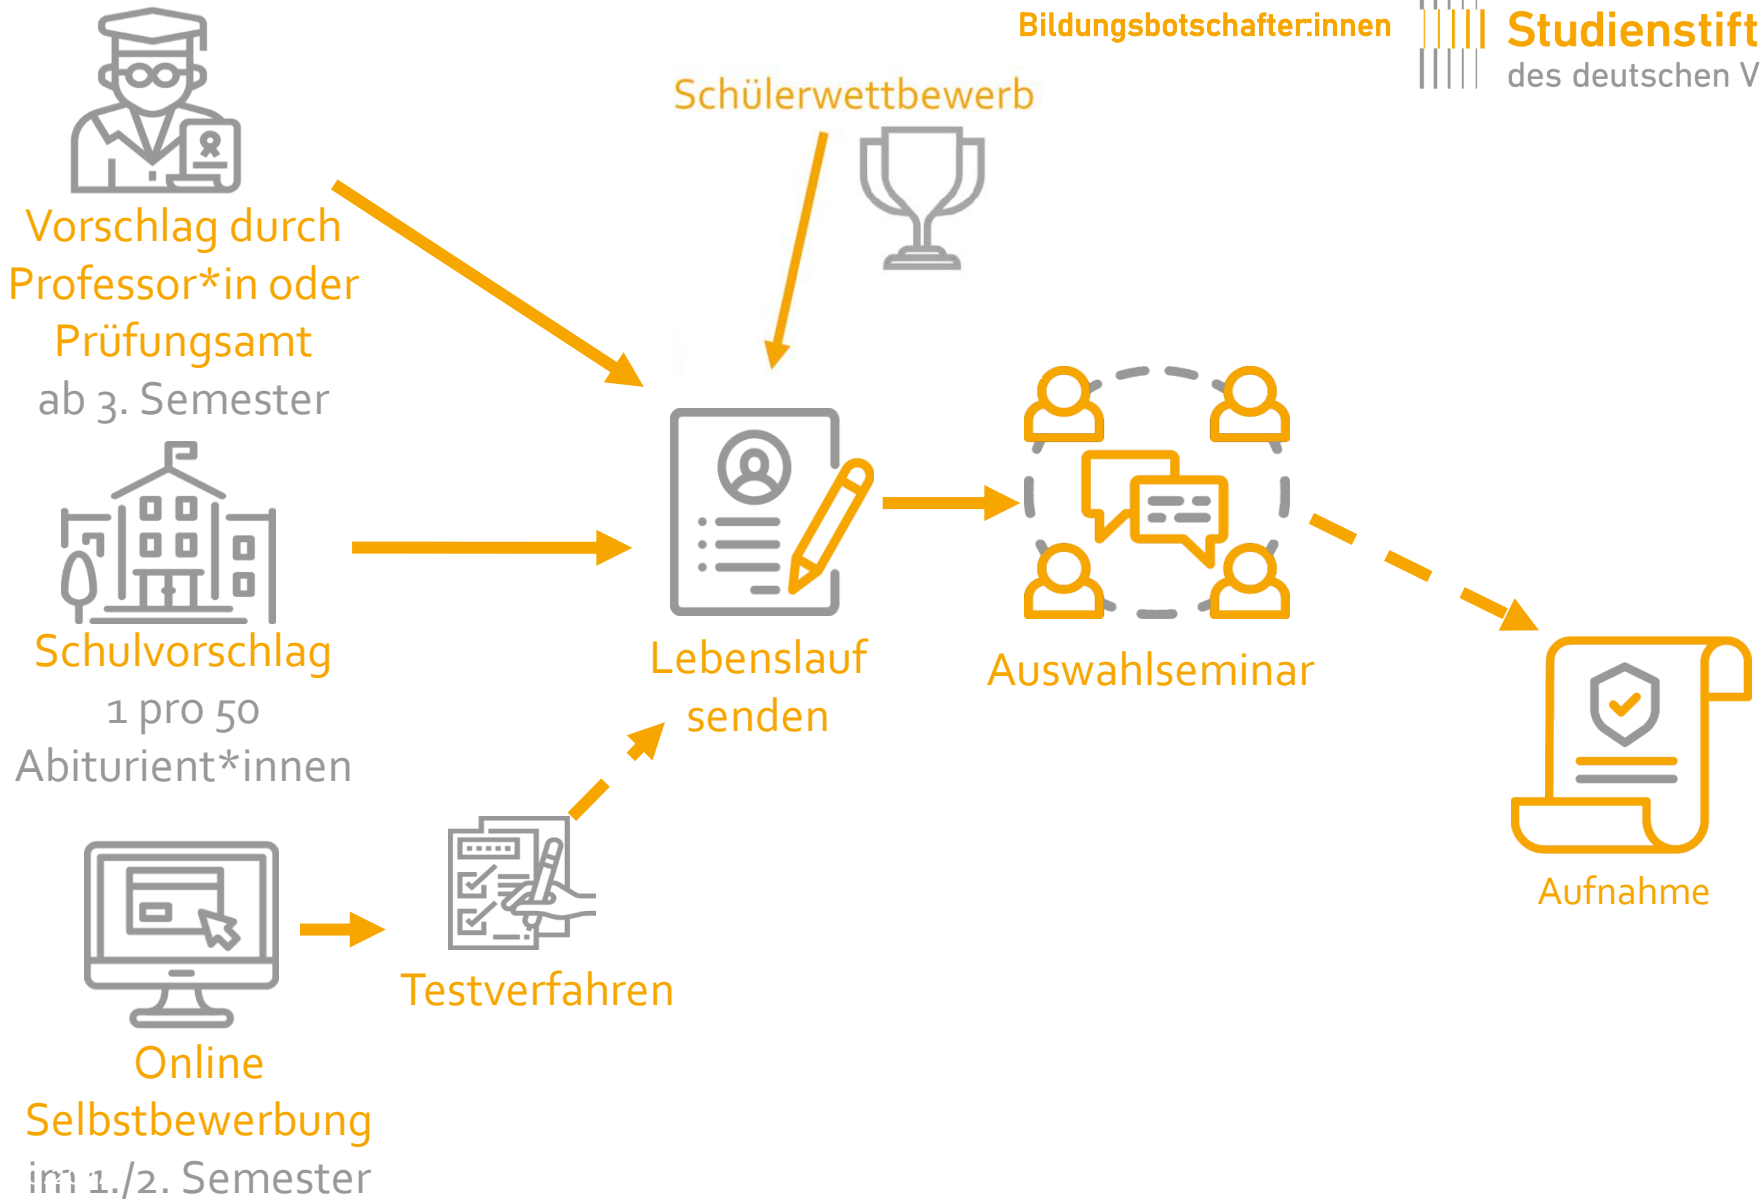 Bildungsbotschafter:innen
Studienstift
des deutschen V
Schülerwettbewerb
Vorschlag durch
Professor*in oder
Prüfungsamt
ab 3. Semester
Schulvorschlag
1 pro 50
Abiturient*innen
Lebenslauf
senden
Auswahlseminar
Aufnahme
Testverfahren
Online
Selbstbewerbung
im 1./2. Semester